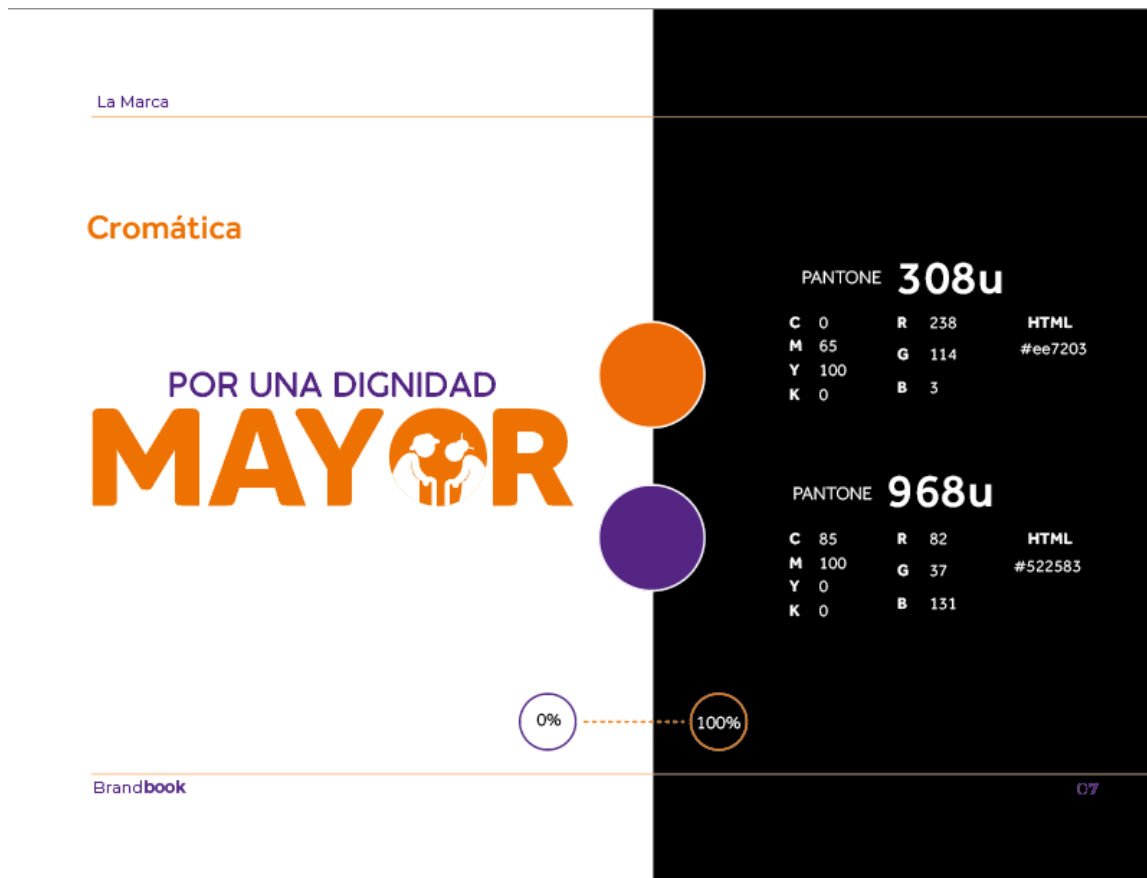 La Marca
Cromática
POR UNA DIGNIDAD
MAYOR
PANTONE 308u
C 0 R 238 HTML
M 65 G 114 #ee7203
Y 100
K 0 B 3
PANTONE 968u
C 85 R 82 HTML
M 100 G 37 #522583
Y 0
K 0 B 131
0% 100%
Brandbook 07